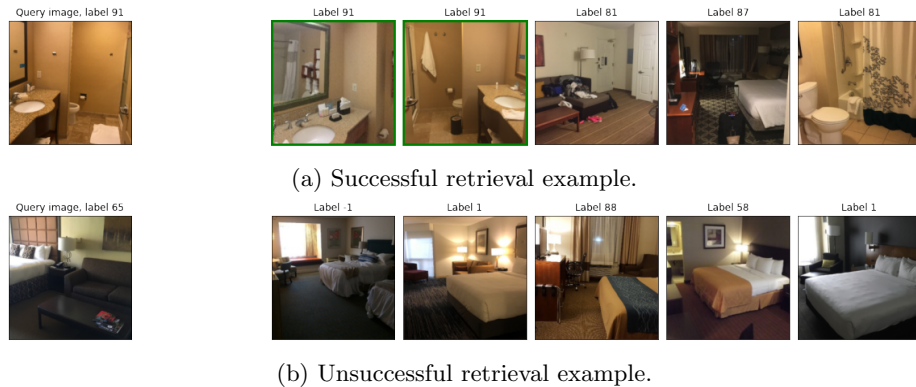 Query image, label 91
Label 91
Label 91
Label 81
Label 87
Label 81
(a) Successful retrieval example.
Query image, label 65
Label -1
Label 1
Label 88
Label 58
Label 1
(b) Unsuccessful retrieval example.